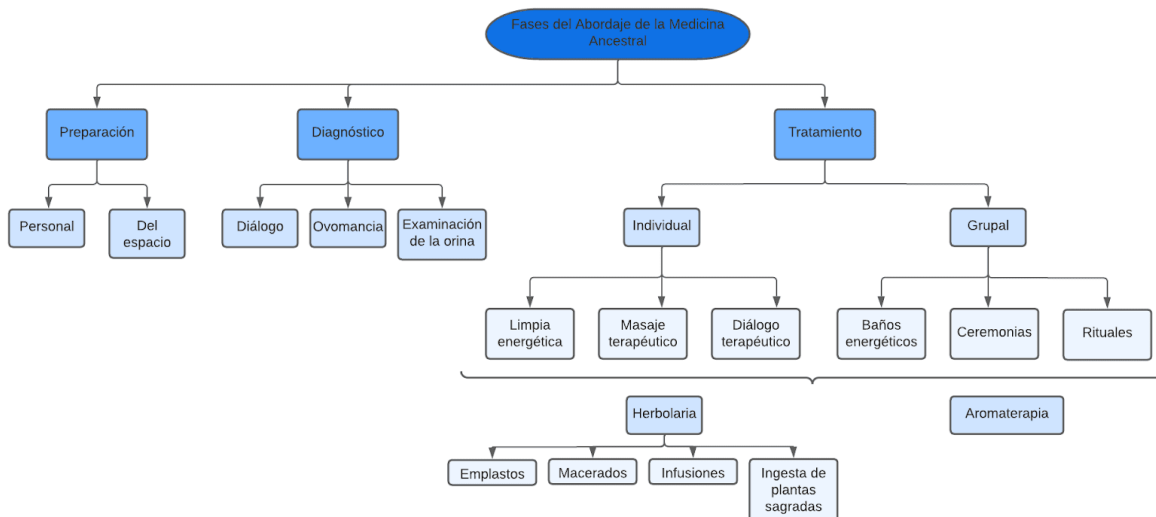 Fases del Abordaje de la Medicina
Ancestral
Preparación
Diagnóstico
Tratamiento
Personal
Del
espacio
Diálogo
Ovomancia
Examinación
de la orina
Individual
Grupal
Limpia
energética
Masaje
terapéutico
Diálogo
terapéutico
Baños
energéticos
Ceremonias
Rituales
Herbolaria
Aromaterapia
Emplastos
Macerados
Infusiones
Ingesta de
plantas
sagradas